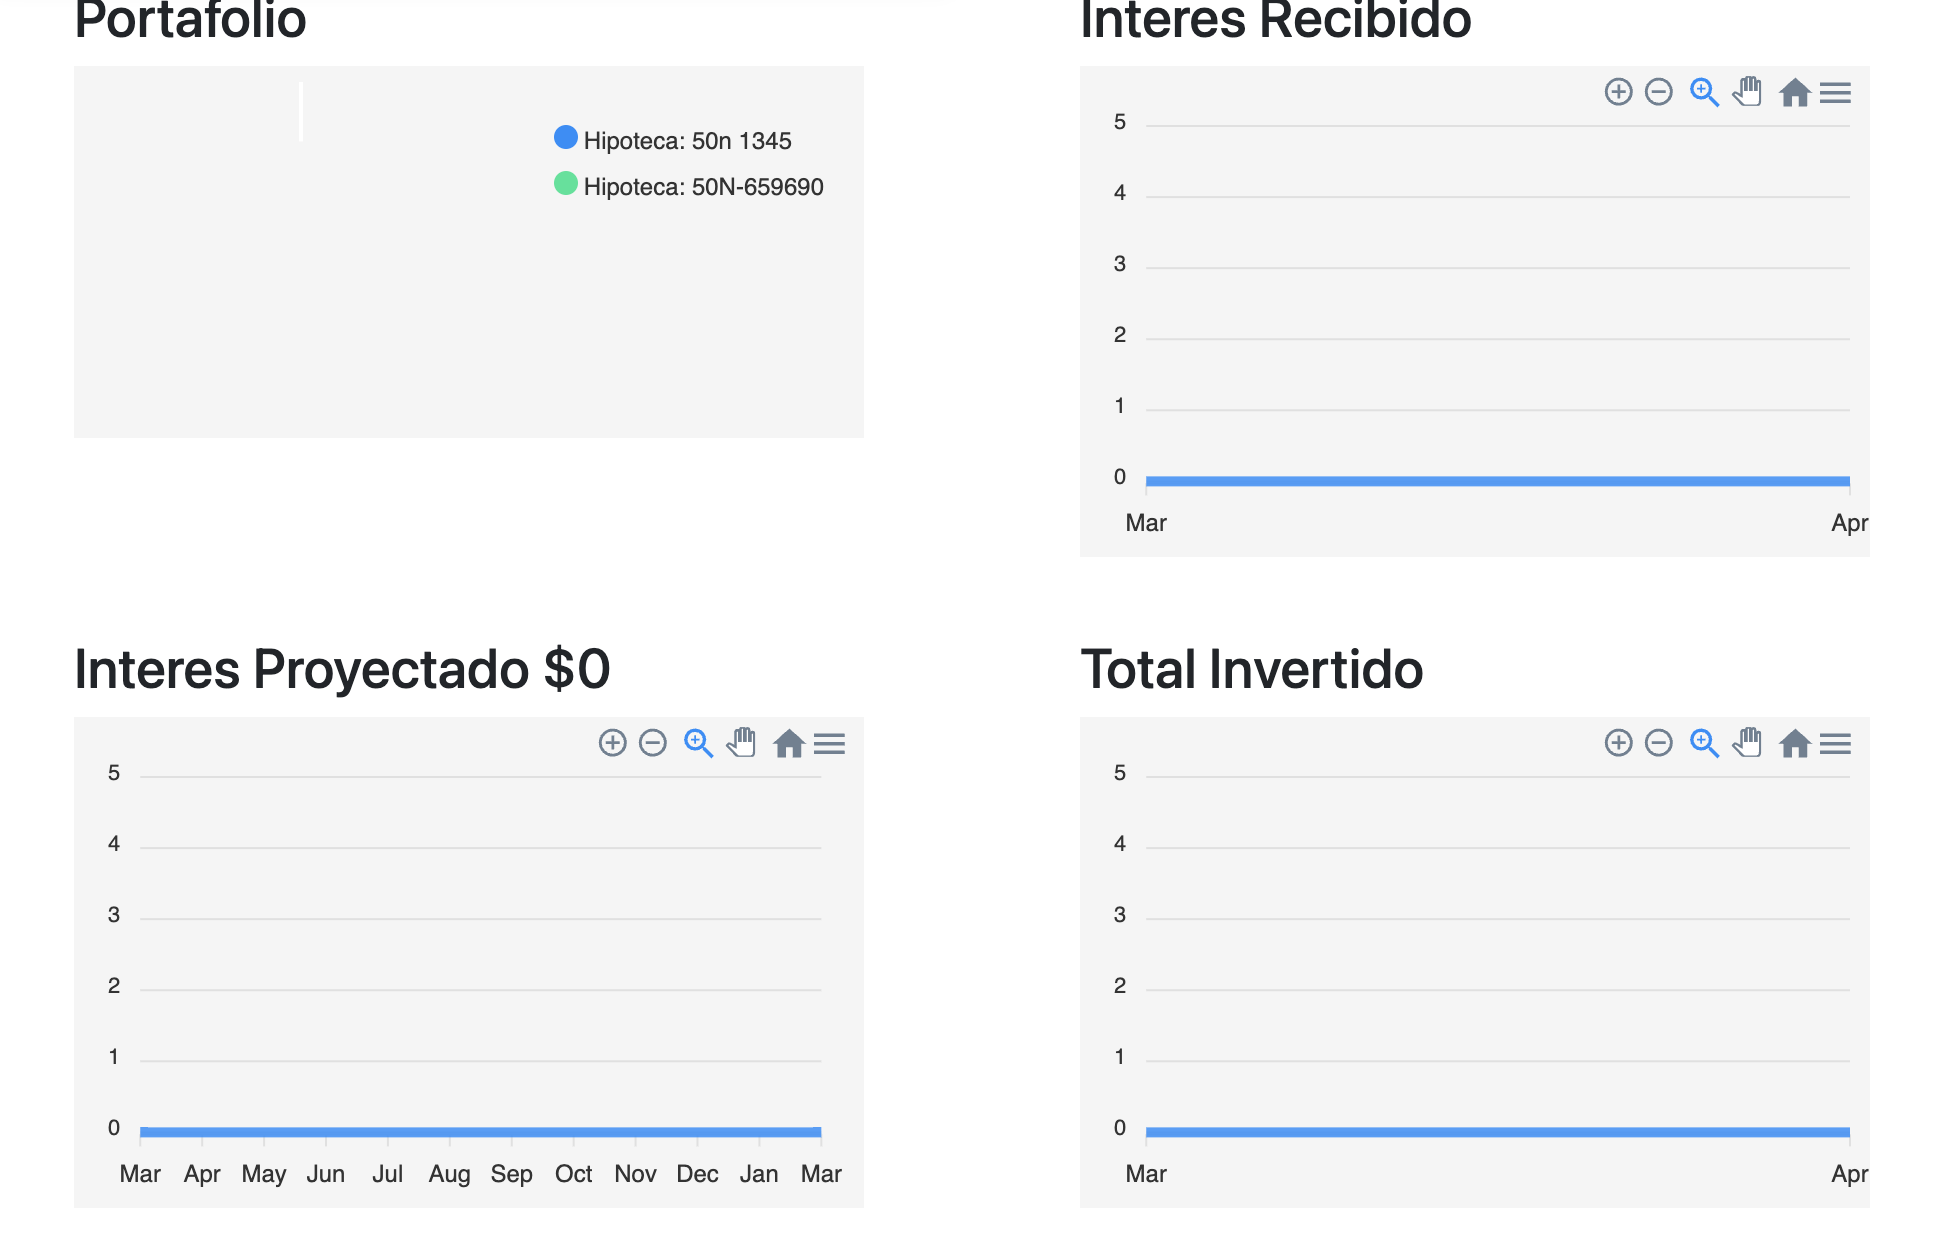 Portafolio
Hipoteca: 50n 1345
Hipoteca: 50N-659690
Interes Recibido
5
4
3
2
1
0
Mar Apr
Interes Proyectado $0
5
4
3
2
1
0
Mar Apr May Jun Jul Aug Sep Oct Nov Dec Jan Mar
Total Invertido
5
4
3
2
1
0
Mar Apr